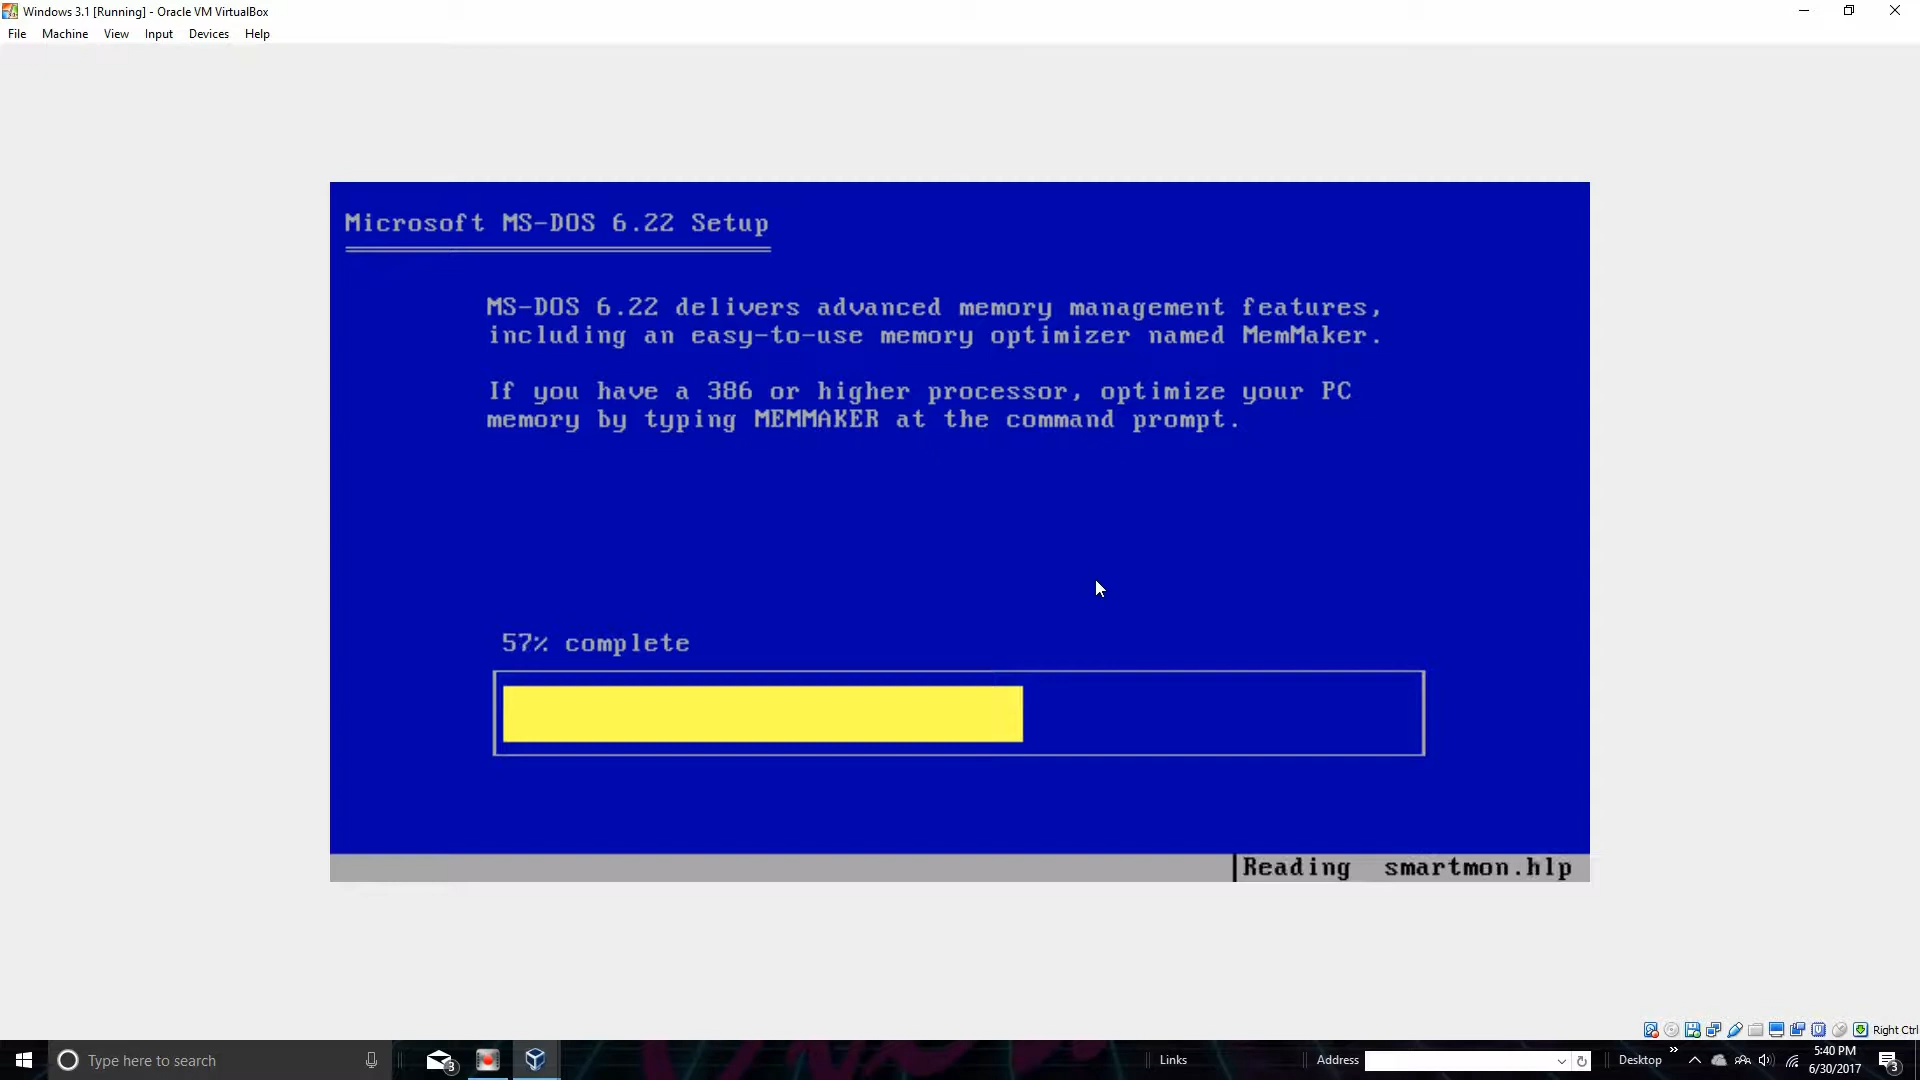 Windows 3.1 [Running] - Oracle VM VirtualBox
File Machine View Input Devices Help
Microsoft MS-DOS 6.22 Setup
MS-DOS 6.22 delivers advanced memory management features,
including an easy-to-use memory optimizer named MemMaker.
If you have a 386 or higher processor, optimize your PC
memory by typing MEMMAKER at the command prompt.
57% complete
Reading smartmon.hlp
Right Ctrl
Type here to search
3
Links
Address
Desktop
5:40 PM
6/30/2017
3